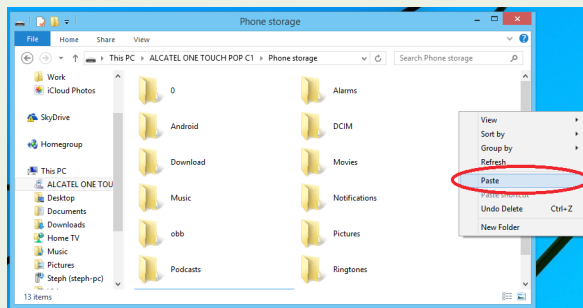 Phone storage
File Home Share View
This PC ALCATEL ONE TOUCH POP C1 Phone storage
Search Phone storage
Work
iCloud Photos
SkyDrive
Homegroup
This PC
ALCATEL ONE TOU
Desktop
Documents
Downloads
Home TV
Music
Pictures
Steph (steph-pc)
0
Alarms
Android
DCIM
Download
Movies
Music
Notifications
obb
Pictures
Podcasts
Ringtones
View
Sort by
Group by
Refresh
Paste
Paste shortcut
Undo Delete Ctrl+Z
New Folder
13 items